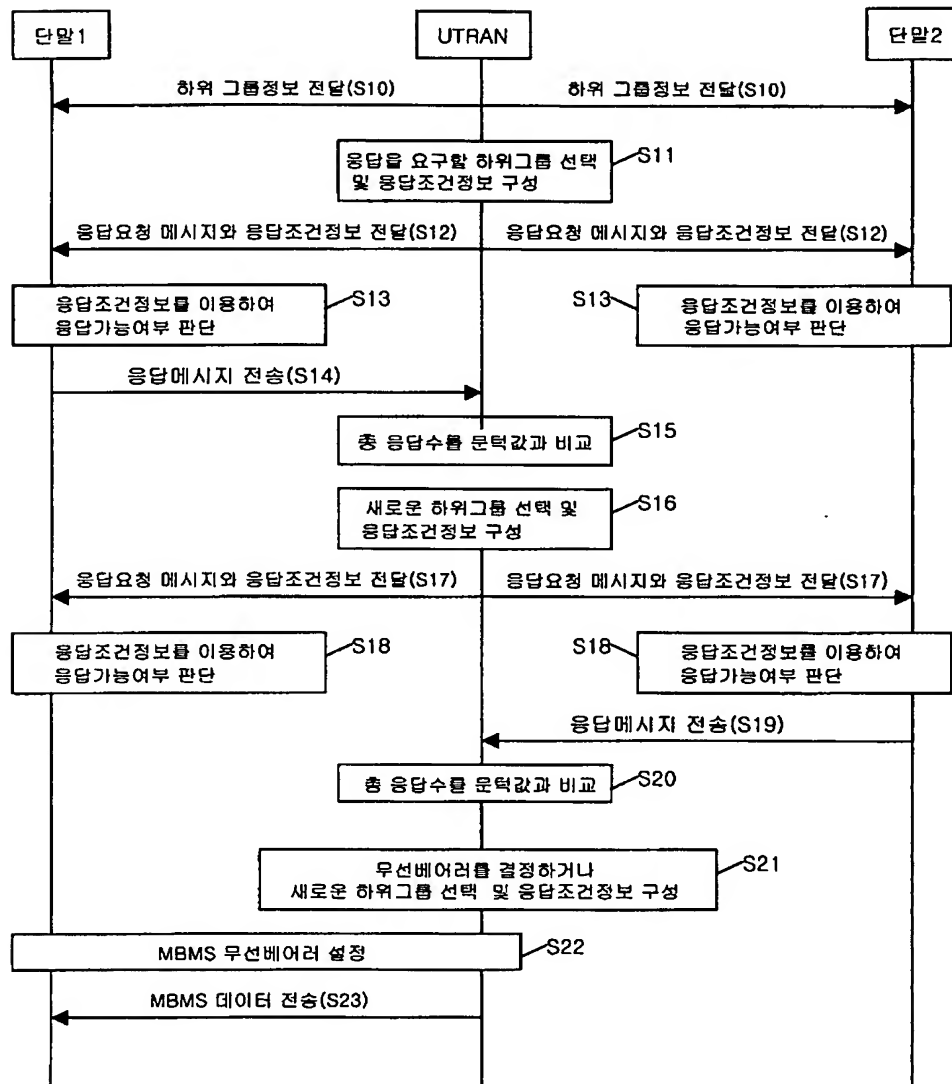 단말1
UTRAN
단말2
하위 그룹정보 전달(S10)
하위 그룹정보 전달(S10)
응답을 요구할 하위그룹 선택
및 응답조건정보 구성
S11
응답요청 메시지와 응답조건정보 전달(S12)
응답요청 메시지와 응답조건정보 전달(S12)
응답조건정보를 이용하여
응답가능여부 판단
S13
S13
응답조건정보를 이용하여
응답가능여부 판단
응답메시지 전송(S14)
총 응답수를 문턱값과 비교
S15
새로운 하위그룹 선택 및
응답조건정보 구성
S16
응답요청 메시지와 응답조건정보 전달(S17)
응답요청 메시지와 응답조건정보 전달(S17)
응답조건정보를 이용하여
응답가능여부 판단
S18
S18
응답조건정보를 이용하여
응답가능여부 판단
응답메시지 전송(S19)
총 응답수를 문턱값과 비교
S20
무선베어러를 결정하거나
새로운 하위그룹 선택 및 응답조건정보 구성
S21
MBMS 무선베어러 설정
S22
MBMS 데이터 전송(S23)